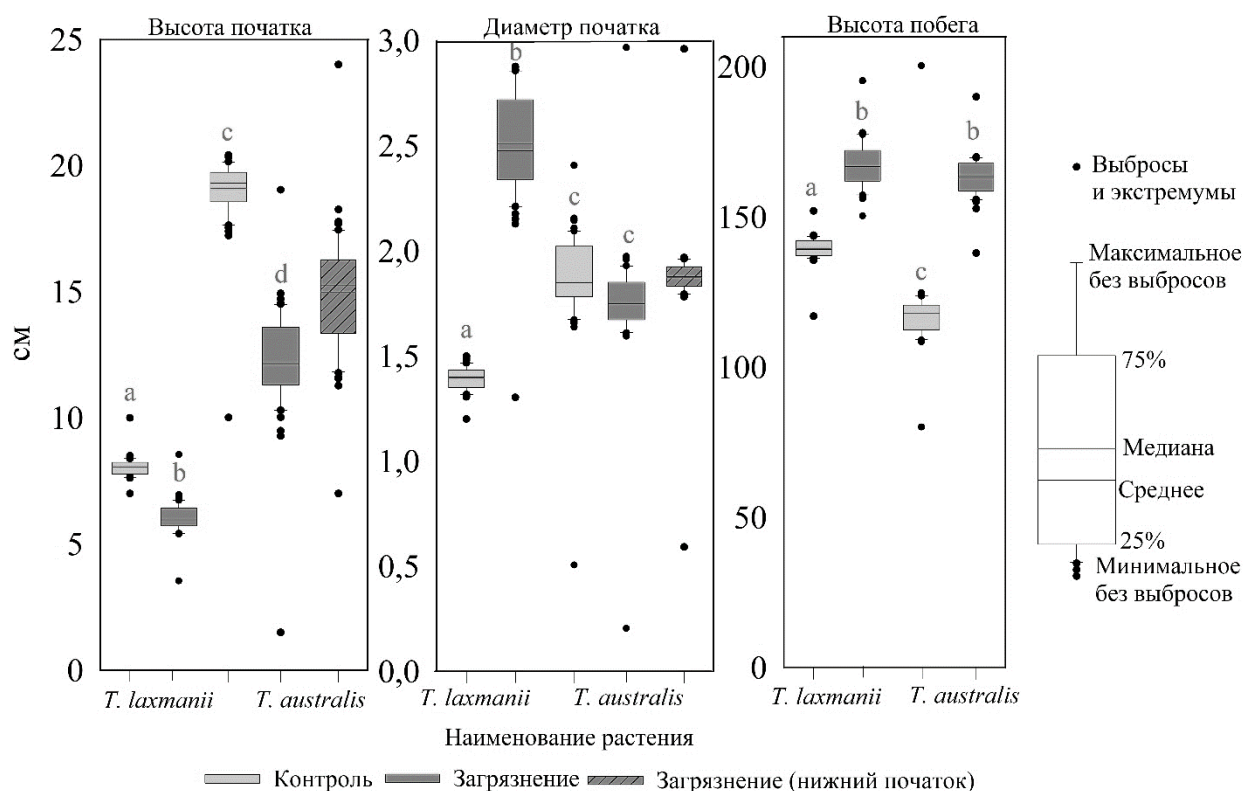 Высота початка
Диаметр початка
Высота побега
25
20
15
10
5
0
см
a
b
c
d
3,0
2,5
2,0
1,5
1,0
0,5
0,0
a
b
c
c
200
150
100
50
0
a
b
c
b
T. laxmanii
T. australis
T. laxmanii
T. australis
T. laxmanii
T. australis
Наименование растения
Контроль
Загрязнение
Загрязнение (нижний початок)
Выбросы
и экстремумы
Максимальное
без выбросов
75%
Медиана
Среднее
25%
Минимальное
без выбросов